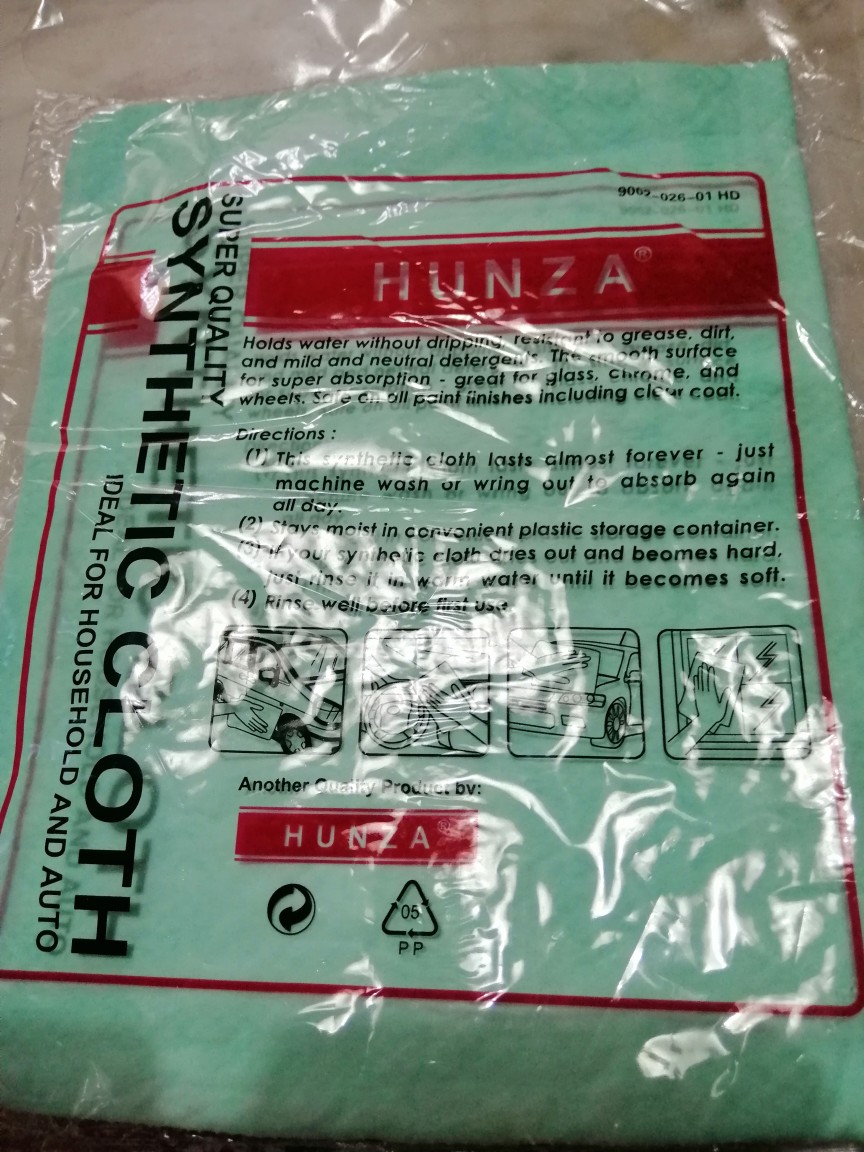 9002-026-01 HD
HUNZA®
SUPER QUALITY
SYNTHETIC CLOTH
IDEAL FOR HOUSEHOLD AND AUTO
Holds water without dripping, resistant to grease, dirt,
and mild and neutral detergents. The smooth surface
for super absorption - great for glass, chrome, and
wheels. Safe on all paint finishes including clear coat.
Directions :
(1) This synthetic cloth lasts almost forever - just
machine wash or wring out to absorb again
all day.
(2) Stays moist in convenient plastic storage container.
(3) If your synthetic cloth dries out and beomes hard,
just rinse it in warm water until it becomes soft.
(4) Rinse well before first use
Another Quality Product by:
HUNZA®
05
PP